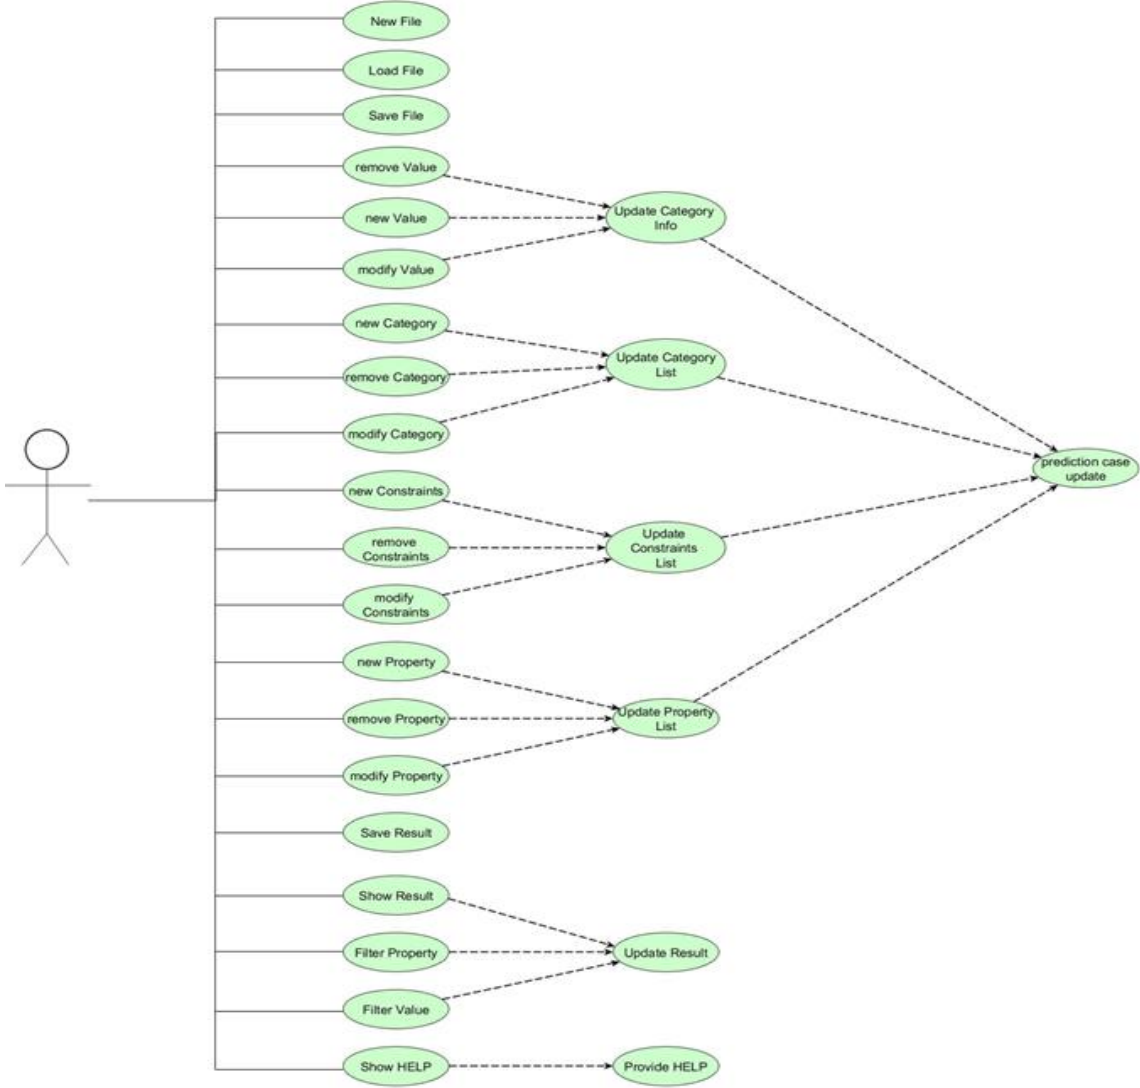 New File
Load File
Save File
remove Value
new Value
modify Value
new Category
remove Category
modify Category
new Constraints
remove
Constraints
modify
Constraints
new Property
remove Property
modify Property
Save Result
Show Result
Filter Property
Filter Value
Show HELP
Update Category
Info
Update Category
List
Update
Constraints
List
Update Property
List
Update Result
Provide HELP
prediction case
update